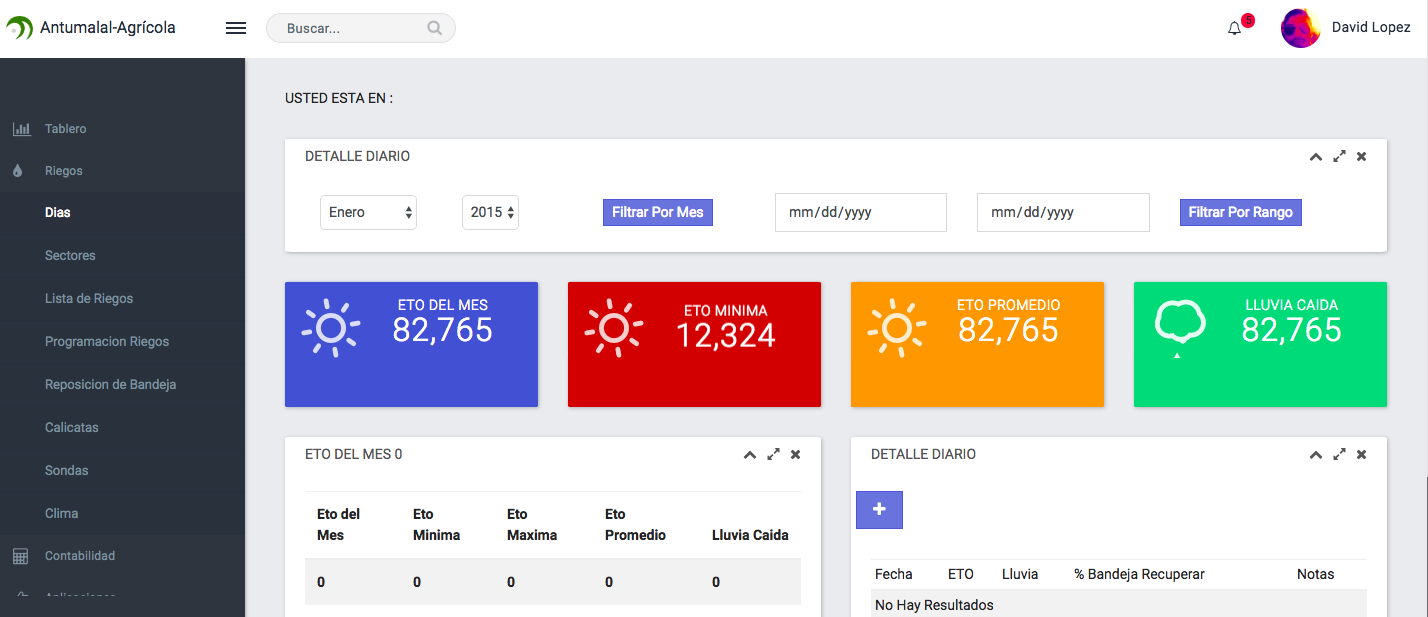 Antumalal-Agrícola
Buscar...
5
David Lopez
Tablero
Riegos
Dias
Sectores
Lista de Riegos
Programacion Riegos
Reposicion de Bandeja
Calicatas
Sondas
Clima
Contabilidad
Aplicaciones
USTED ESTA EN :
DETALLE DIARIO
Enero
2015
Filtrar Por Mes
mm/dd/yyyy
mm/dd/yyyy
Filtrar Por Rango
ETO DEL MES
82,765
ETO MINIMA
12,324
ETO PROMEDIO
82,765
LLUVIA CAIDA
82,765
ETO DEL MES 0
Eto del Mes
Eto Minima
Eto Maxima
Eto Promedio
Lluvia Caida
0 0 0 0 0
DETALLE DIARIO
+
Fecha ETO Lluvia % Bandeja Recuperar Notas
No Hay Resultados